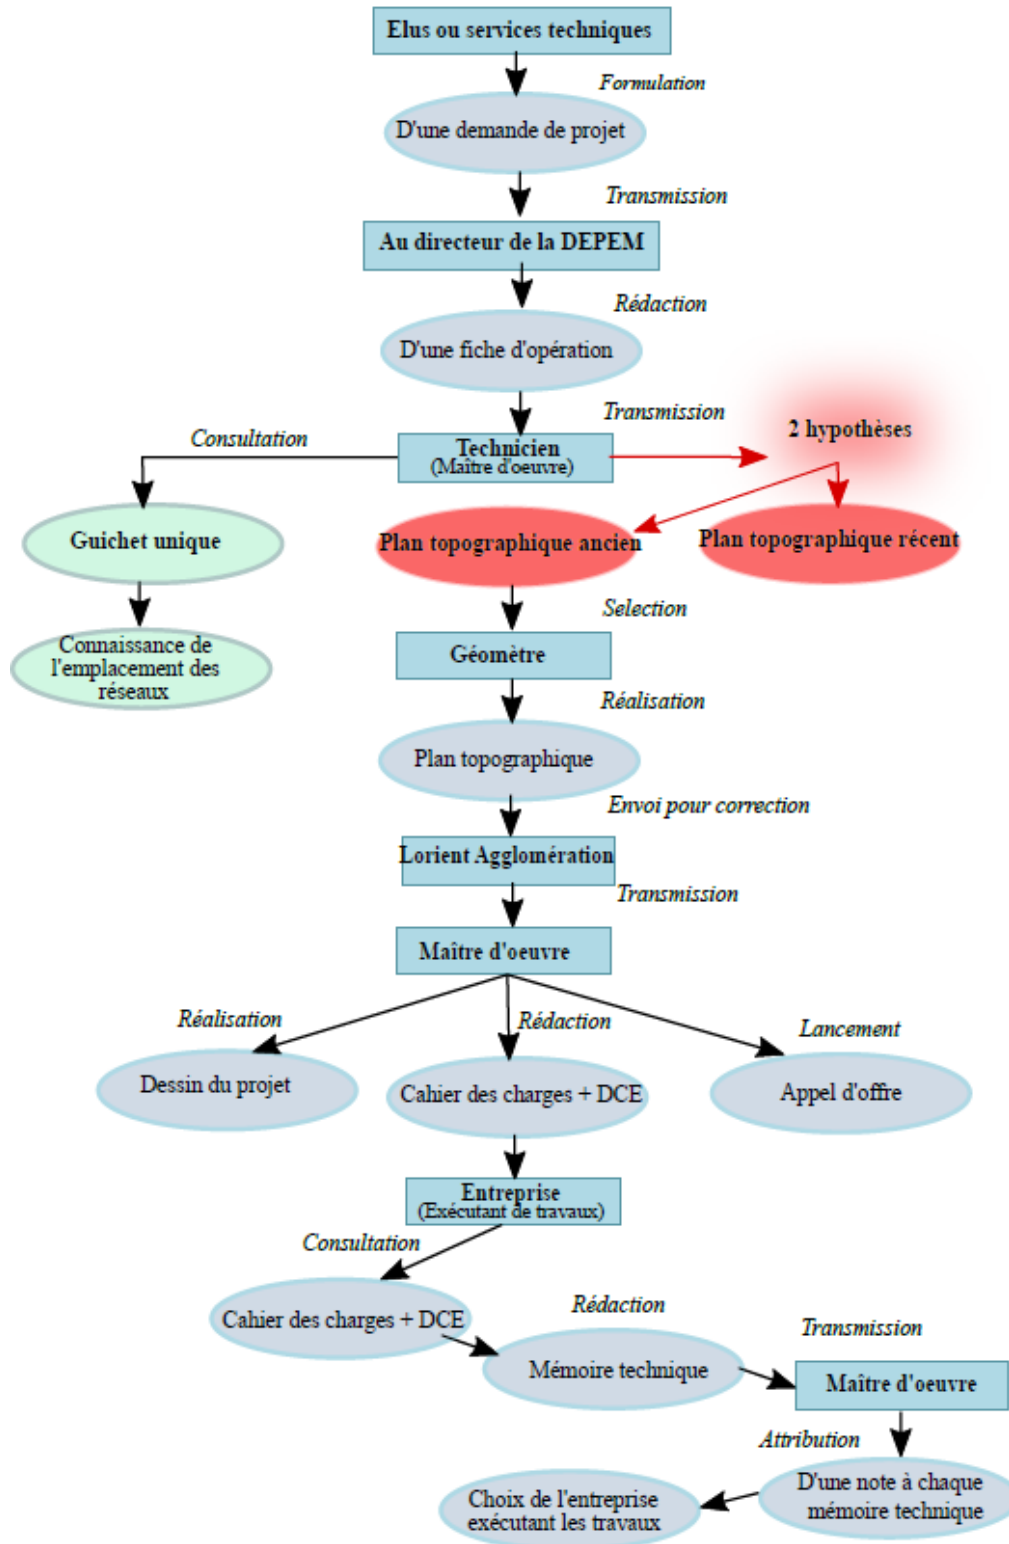 Elus ou services techniques
Formulation
D'une demande de projet
Transmission
Au directeur de la DEPEM
Rédaction
D'une fiche d'opération
Transmission
2 hypothèses
Consultation
Technicien
(Maître d'oeuvre)
Guichet unique
Plan topographique ancien
Plan topographique récent
Selection
Connaissance de
l'emplacement des
réseaux
Géomètre
Réalisation
Plan topographique
Envoi pour correction
Lorient Agglomération
Transmission
Maître d'oeuvre
Réalisation
Rédaction
Lancement
Dessin du projet
Cahier des charges + DCE
Appel d'offre
Entreprise
(Exécutant de travaux)
Consultation
Cahier des charges + DCE
Rédaction
Mémoire technique
Transmission
Maître d'oeuvre
Attribution
D'une note à chaque
mémoire technique
Choix de l'entreprise
exécutant les travaux